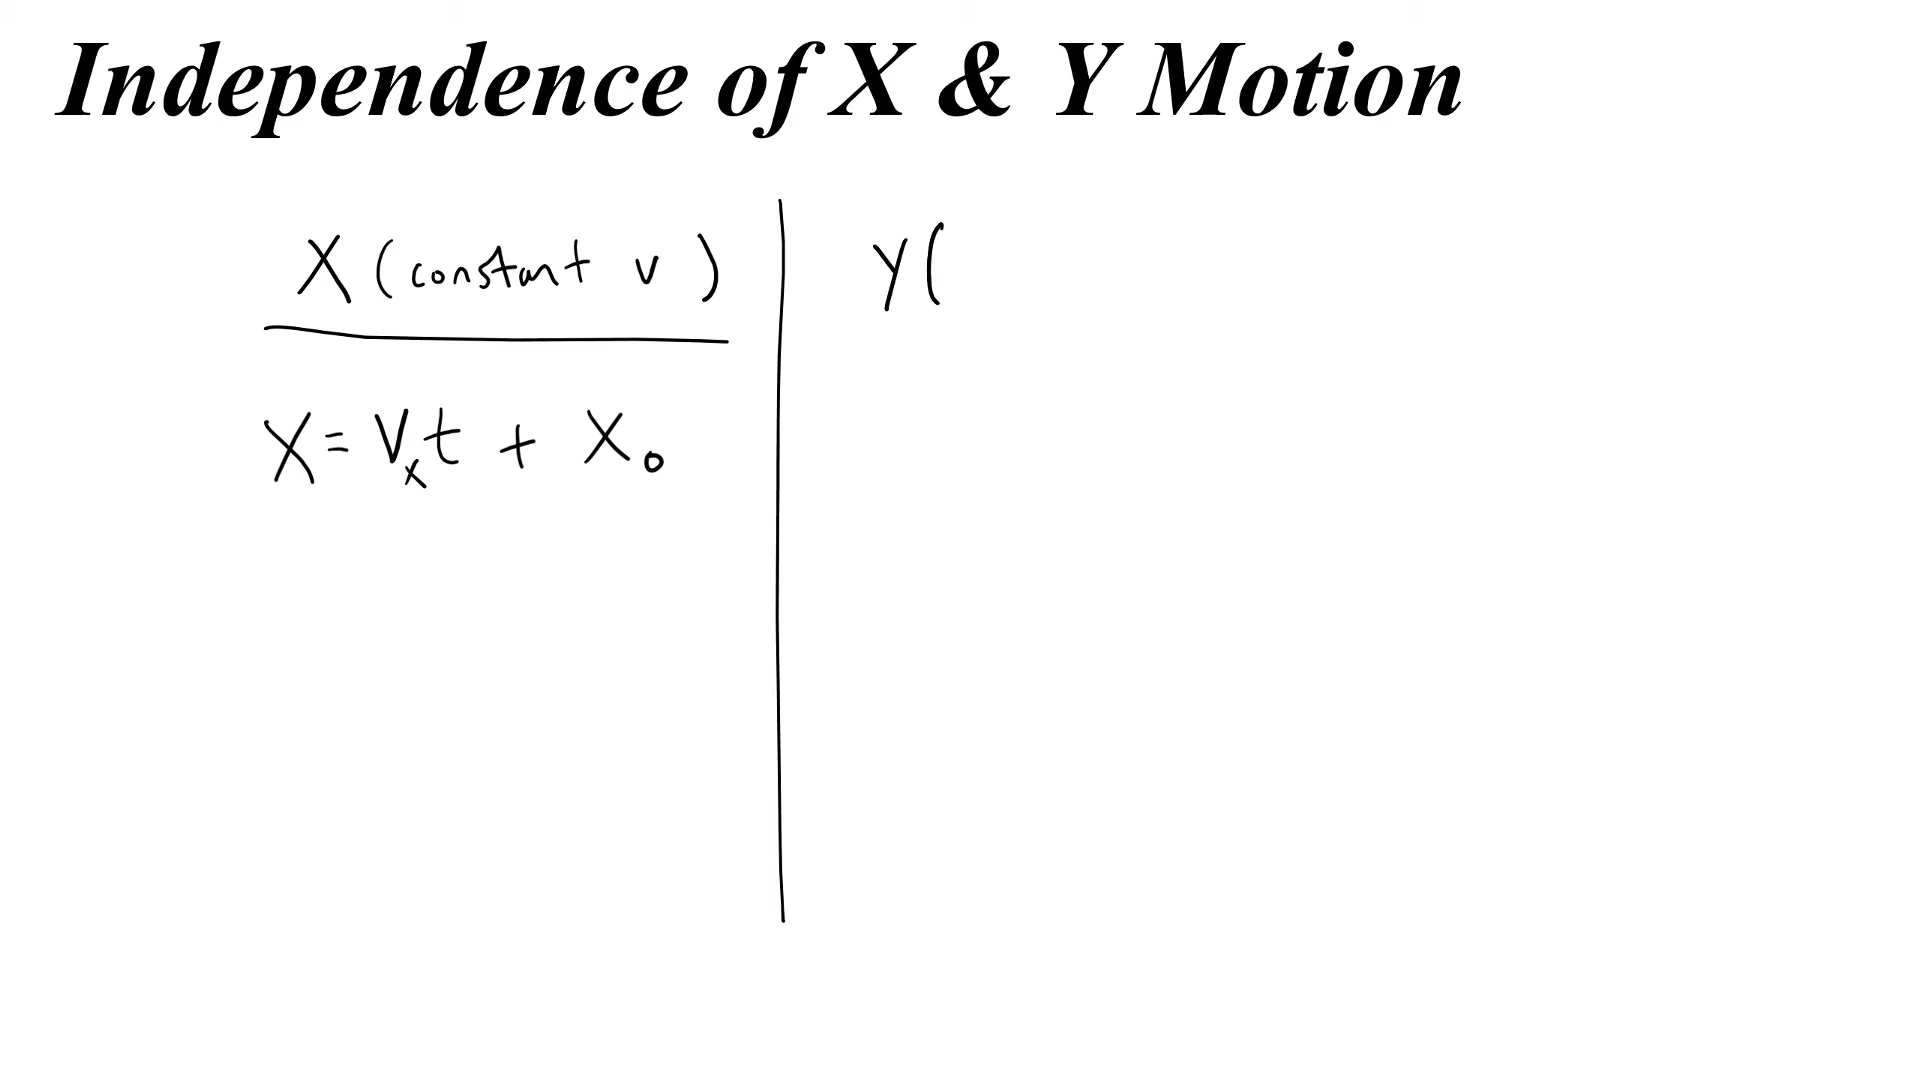 Independence of X & Y Motion
X (constant v)
X = Vₓt + X₀
Y(